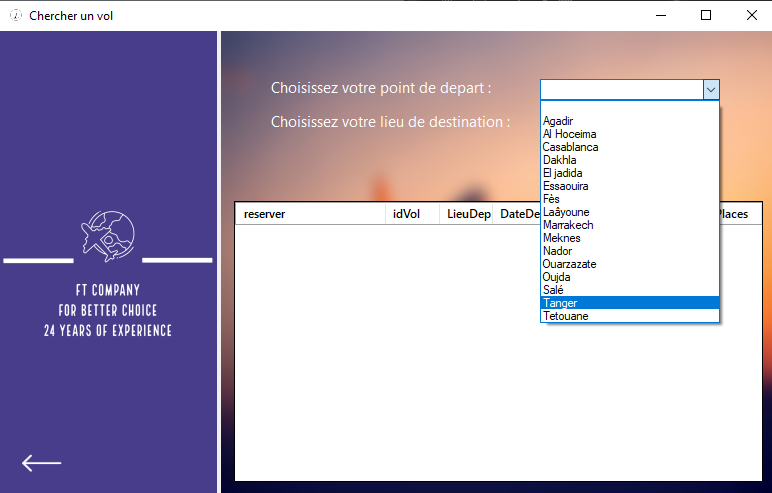 Chercher un vol
Choisissez votre point de depart :
Choisissez votre lieu de destination :
Agadir
Al Hoceima
Casablanca
Dakhla
El jadida
Essaouira
Fès
Laâyoune
Marrakech
Meknes
Nador
Ouarzazate
Oujda
Salé
Tanger
Tetouane
reserver idVol LieuDep DateDe Places
FT COMPANY
FOR BETTER CHOICE
24 YEARS OF EXPERIENCE